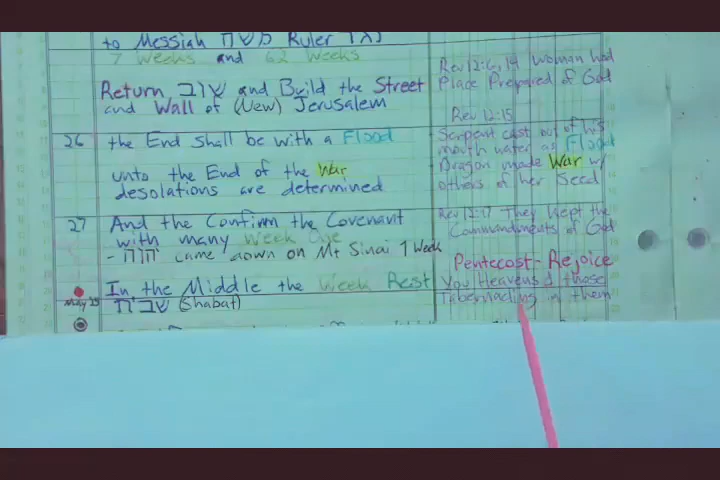 to Messiah משח Ruler נגד
7 Weeks and 62 Weeks
Return שוב and Build the Street
and Wall of (New) Jerusalem
26 the End shall be with a Flood
unto the End of the War
desolations are determined
27 And the Confirm the Covenant
with many Week One
- יהוה came down on Mt Sinai 1 Week
In the Middle the Week Rest
May 25
שבת (Shabat)
Rev 12:6,14 Woman had
Place Prepared of God
Rev 12:15
Serpent cast out of his
mouth water as Flood
Dragon made War w/
others of her Seed
Rev 12:17 They kept the
Commandments of God
Pentecost - Rejoice
You Heavens & those
Tabernacling in them